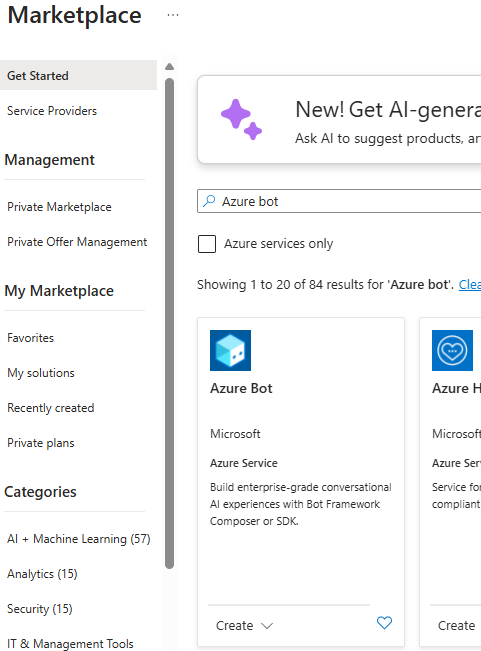 Marketplace ...
Get Started
Service Providers
Management
Private Marketplace
Private Offer Management
My Marketplace
Favorites
My solutions
Recently created
Private plans
Categories
AI + Machine Learning (57)
Analytics (15)
Security (15)
IT & Management Tools
New! Get AI-genera
Ask AI to suggest products, ar
Azure bot
Azure services only
Showing 1 to 20 of 84 results for 'Azure bot'. Clea
Azure Bot
Microsoft
Azure Service
Build enterprise-grade conversational
AI experiences with Bot Framework
Composer or SDK.
Create
Azure H
Microsoft
Azure Ser
Service for
compliant
Create